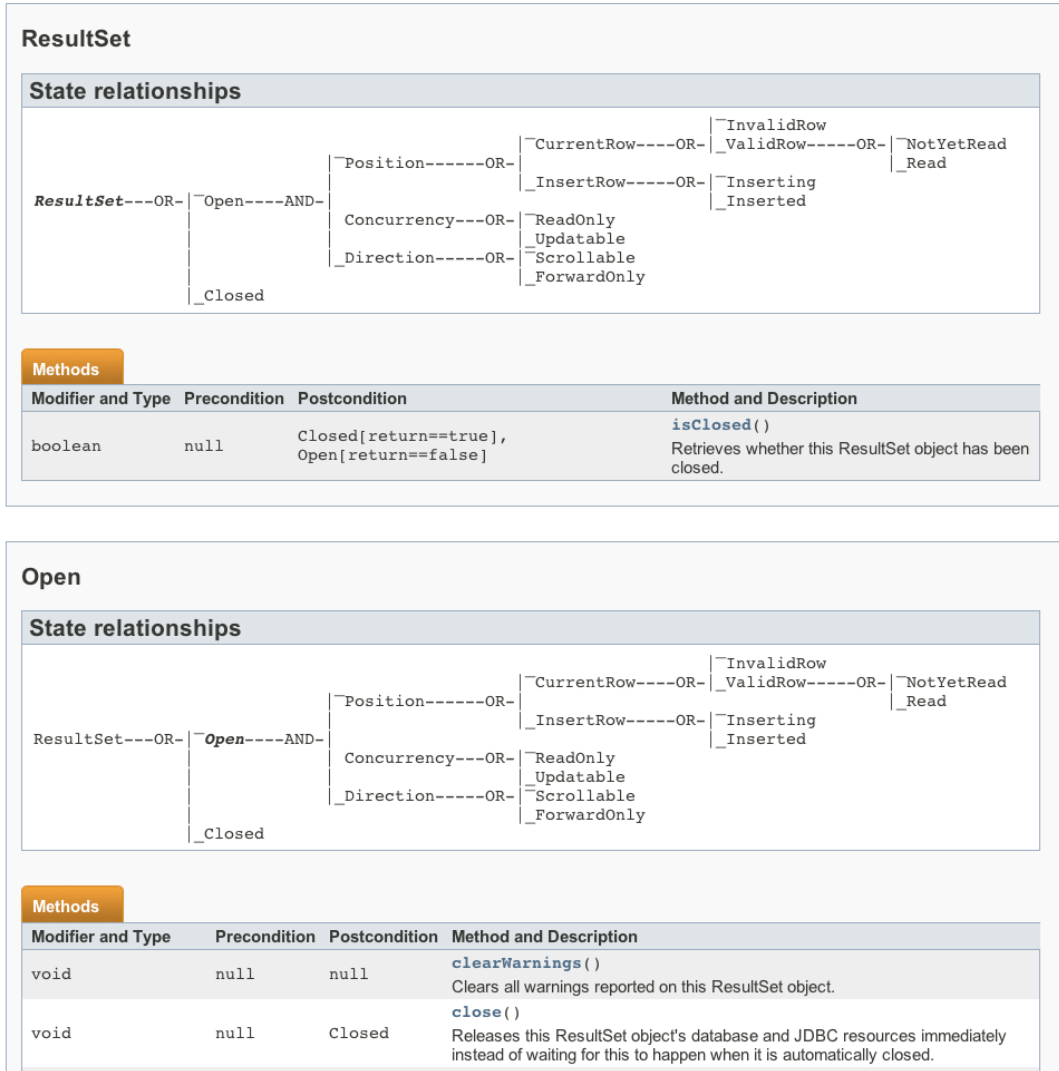 ResultSet
State relationships
                                                                      |‾InvalidRow
                                                   |‾CurrentRow----OR-|_ValidRow-----OR-|‾NotYetRead
                               |‾Position------OR-|                                     |_Read
                               |                  |_InsertRow-----OR-|‾Inserting
ResultSet---OR-|‾Open----AND-|                                     |_Inserted
               |               | Concurrency---OR-|‾ReadOnly
               |               |                  |_Updatable
               |               |_Direction-----OR-|‾Scrollable
               |                                  |_ForwardOnly
               |_Closed
Methods
Modifier and Type Precondition Postcondition Method and Description
boolean null Closed[return==true], Open[return==false] isClosed()
Retrieves whether this ResultSet object has been
closed.
Open
State relationships
                                                                      |‾InvalidRow
                                                   |‾CurrentRow----OR-|_ValidRow-----OR-|‾NotYetRead
                               |‾Position------OR-|                                     |_Read
                               |                  |_InsertRow-----OR-|‾Inserting
ResultSet---OR-|‾Open----AND-|                                     |_Inserted
               |               | Concurrency---OR-|‾ReadOnly
               |               |                  |_Updatable
               |               |_Direction-----OR-|‾Scrollable
               |                                  |_ForwardOnly
               |_Closed
Methods
Modifier and Type Precondition Postcondition Method and Description
void null null clearWarnings()
Clears all warnings reported on this ResultSet object.
void null Closed close()
Releases this ResultSet object's database and JDBC resources immediately
instead of waiting for this to happen when it is automatically closed.